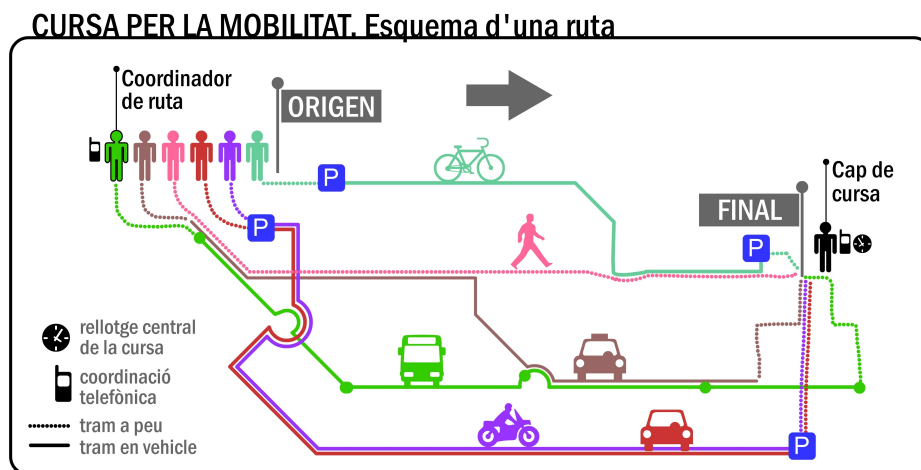 CURSA PER LA MOBILITAT. Esquema d'una ruta
Coordinador
de ruta
ORIGEN
P
P
Cap de
cursa
FINAL
P
rellotge central
de la cursa
coordinació
telefònica
tram a peu
tram en vehicle
P